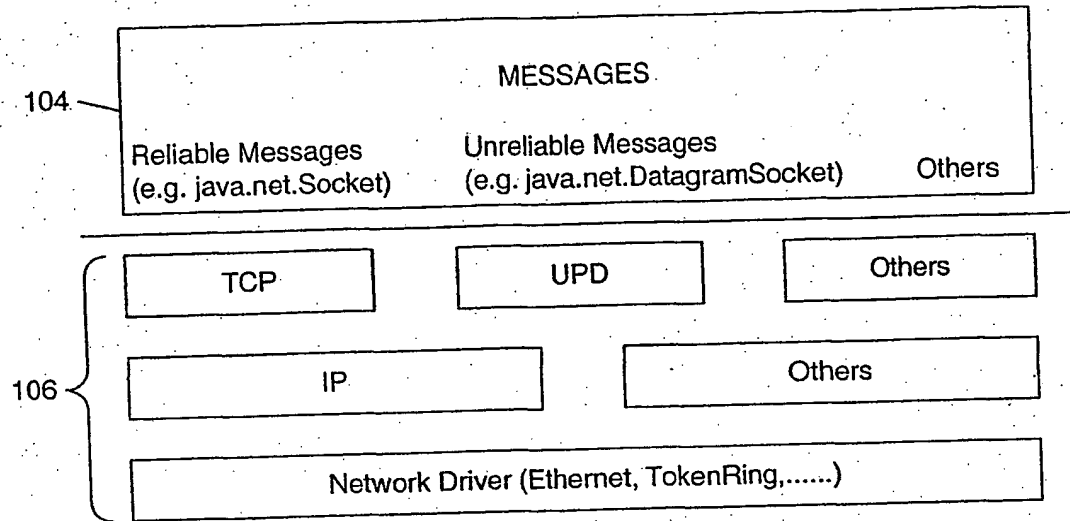 MESSAGES
104
Reliable Messages
(e.g. java.net.Socket)
Unreliable Messages
(e.g. java.net.DatagramSocket)
Others
TCP
UPD
Others
106
IP
Others
Network Driver (Ethernet, TokenRing,......)